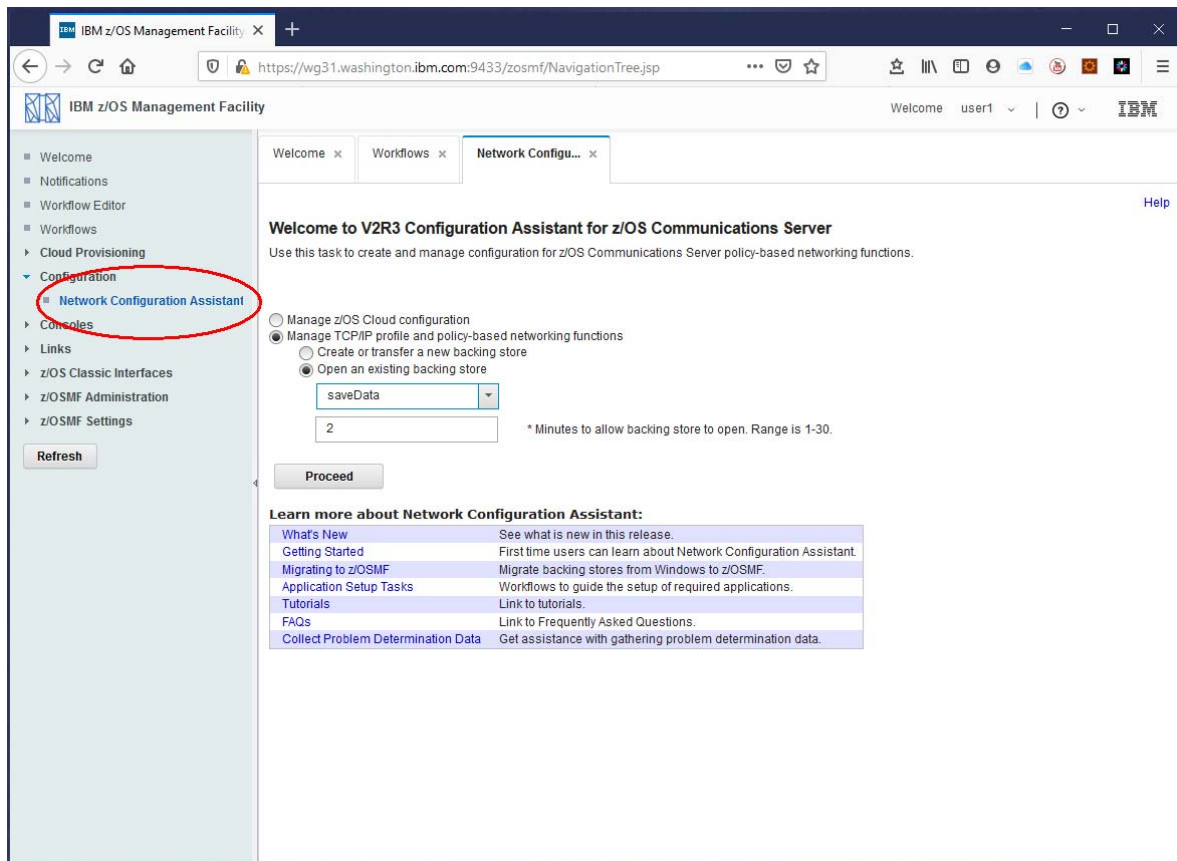 IBM IBM z/OS Management Facility
https://wg31.washington.ibm.com:9433/zosmf/NavigationTree.jsp
IBM z/OS Management Facility
Welcome user1
IBM
Welcome
Notifications
Workflow Editor
Workflows
Cloud Provisioning
Configuration
Network Configuration Assistant
Consoles
Links
z/OS Classic Interfaces
z/OSMF Administration
z/OSMF Settings
Refresh
Welcome
Workflows
Network Configu...
Help
Welcome to V2R3 Configuration Assistant for z/OS Communications Server
Use this task to create and manage configuration for z/OS Communications Server policy-based networking functions.
Manage z/OS Cloud configuration
Manage TCP/IP profile and policy-based networking functions
Create or transfer a new backing store
Open an existing backing store
saveData
2 * Minutes to allow backing store to open. Range is 1-30.
Proceed
Learn more about Network Configuration Assistant:
What's New See what is new in this release.
Getting Started First time users can learn about Network Configuration Assistant.
Migrating to z/OSMF Migrate backing stores from Windows to z/OSMF.
Application Setup Tasks Workflows to guide the setup of required applications.
Tutorials Link to tutorials.
FAQs Link to Frequently Asked Questions.
Collect Problem Determination Data Get assistance with gathering problem determination data.